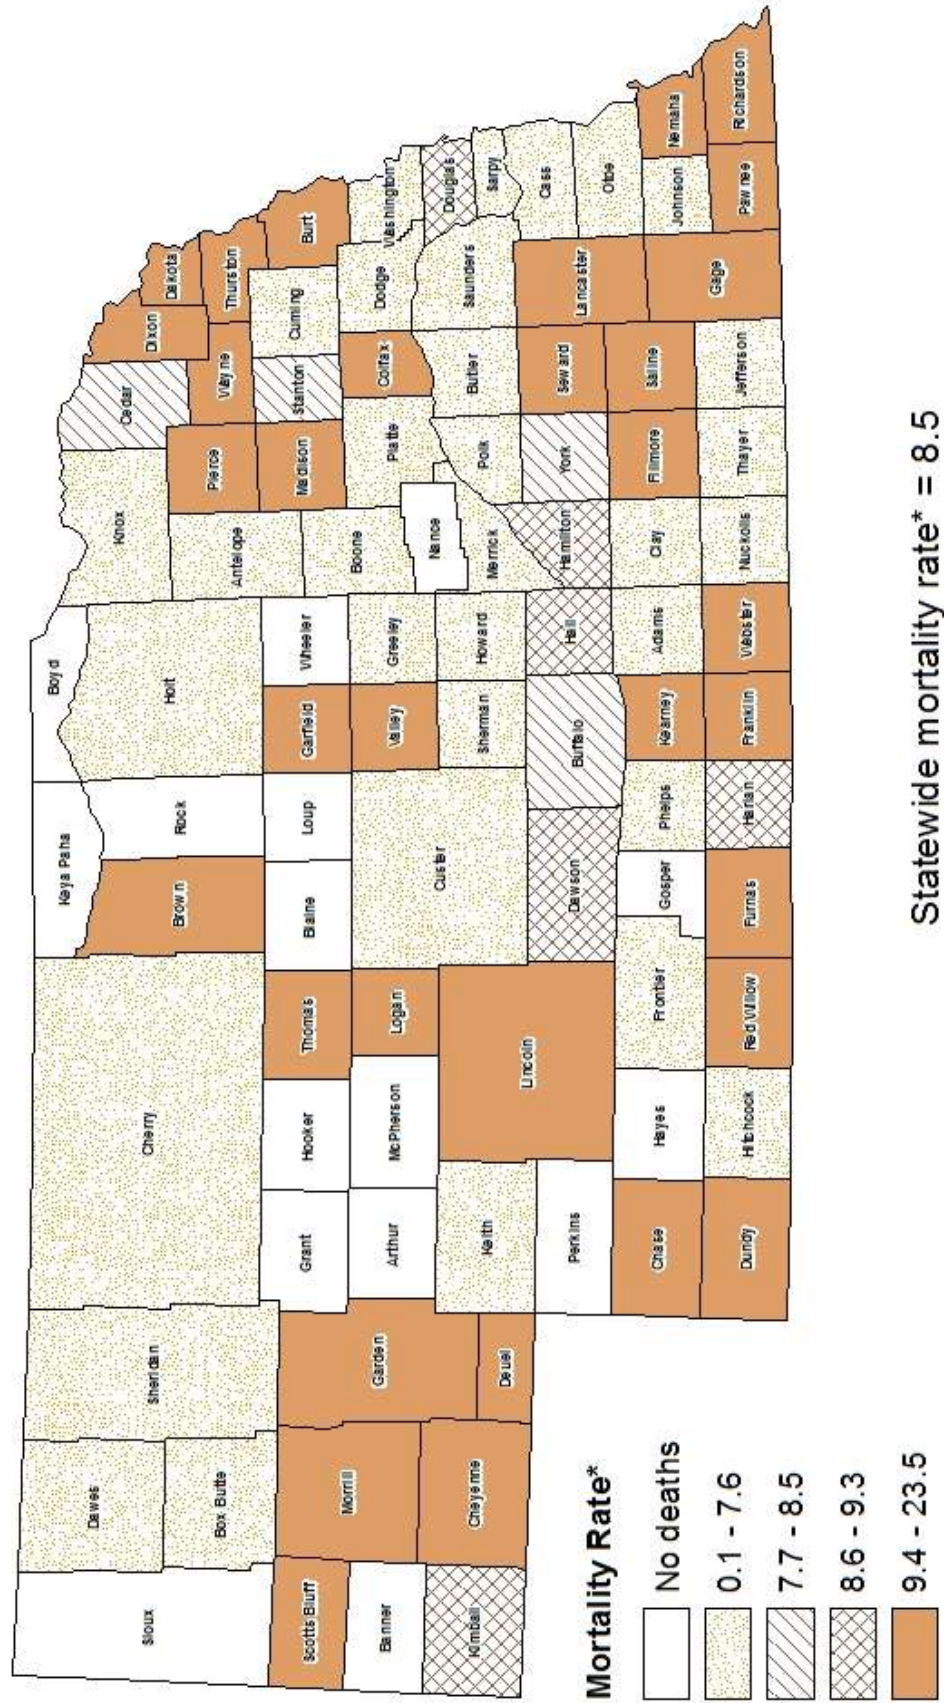 Sioux
Dawes
Box Butte
Sheridan
Cherry
Keya Paha
Boyd
Brown
Rock
Holt
Knox
Cedar
Dixon
Dakota
Pierce
Wayne
Thurston
Antelope
Madison
Stanton
Cuming
Burt
Scotts Bluff
Banner
Kimball
Morrill
Cheyenne
Garden
Deuel
Grant
Hooker
Thomas
Blaine
Loup
Garfield
Wheeler
Boone
Platte
Colfax
Dodge
Washington
Arthur
McPherson
Logan
Custer
Valley
Greeley
Nance
Merrick
Polk
Butler
Saunders
Douglas
Sarpy
Keith
Perkins
Lincoln
Dawson
Buffalo
Sherman
Howard
Hall
Hamilton
York
Seward
Lancaster
Cass
Otoe
Chase
Hayes
Frontier
Gosper
Phelps
Kearney
Adams
Clay
Fillmore
Saline
Gage
Johnson
Nemaha
Dundy
Hitchcock
Red Willow
Furnas
Harlan
Franklin
Webster
Nuckolls
Thayer
Jefferson
Pawnee
Richardson
Mortality Rate*
No deaths
0.1 - 7.6
7.7 - 8.5
8.6 - 9.3
9.4 - 23.5
Statewide mortality rate* = 8.5